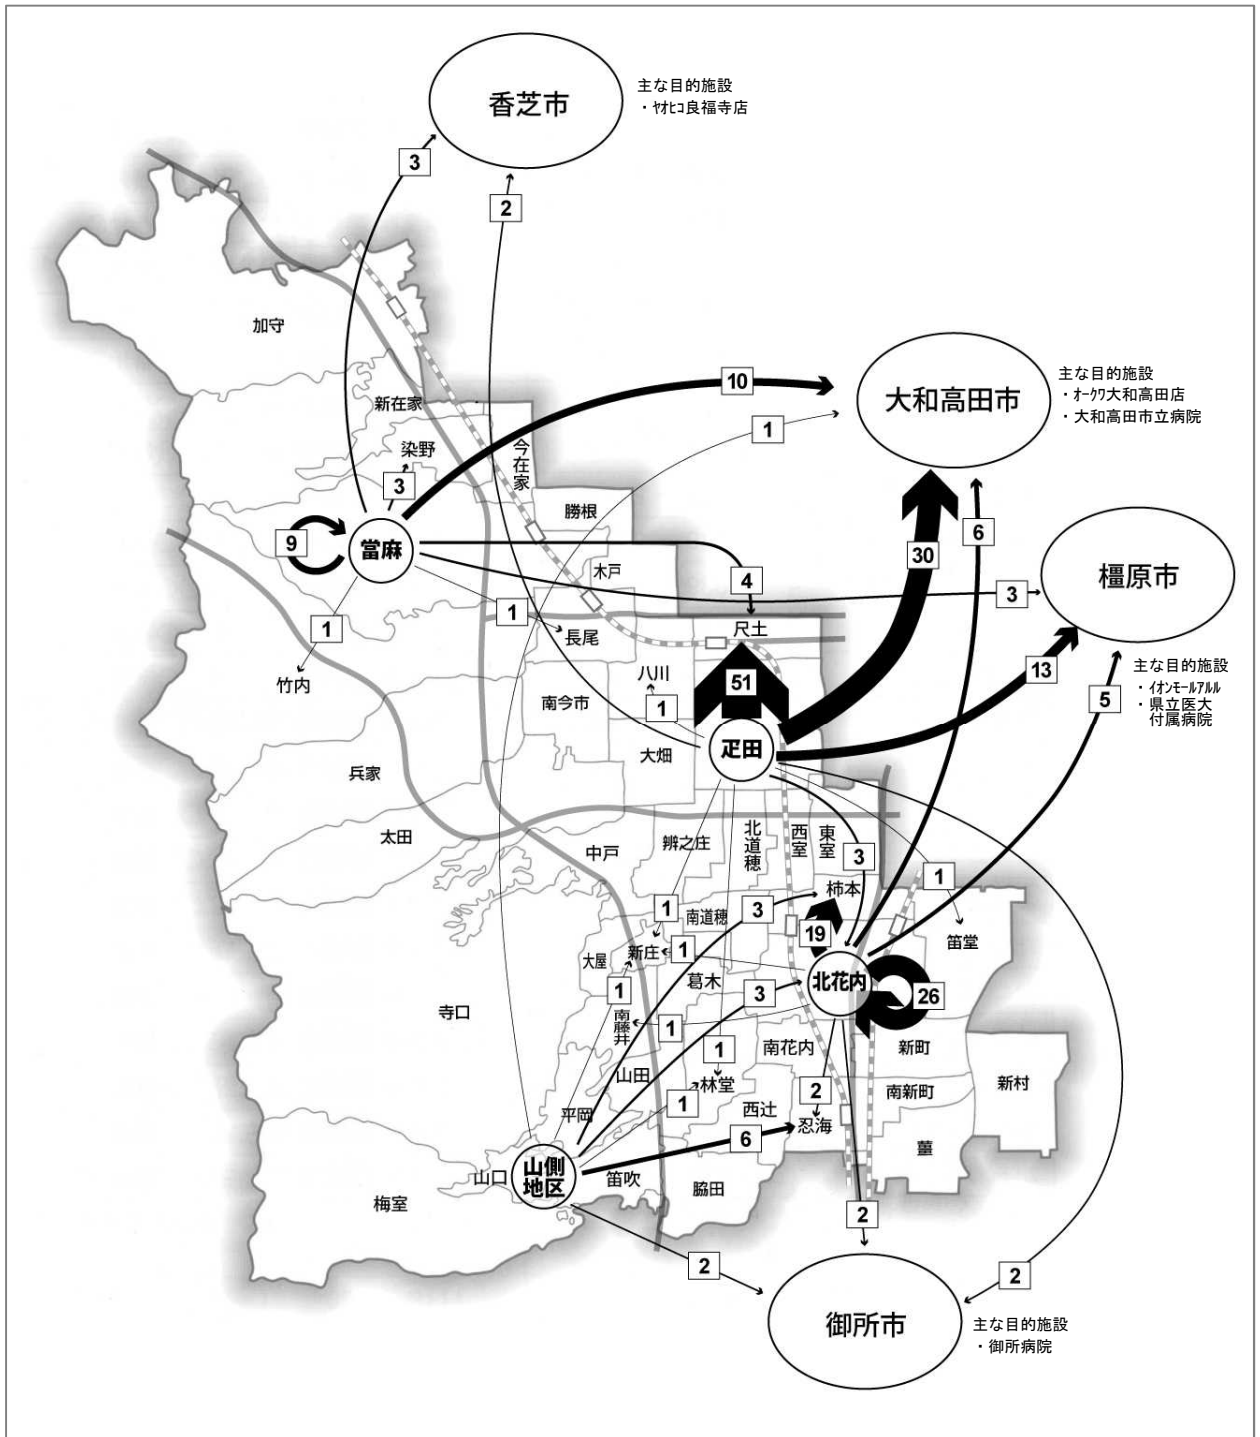 香芝市
主な目的施設
・ヤオヒコ良福寺店
3
2
加守
大和高田市
主な目的施設
・オークワ大和高田店
・大和高田市立病院
10
1
新在家
染野
今在家
3
勝根
9
當麻
6
30
橿原市
木戸
4
3
1
長尾
1
尺土
竹内
八川
51
13
主な目的施設
・イオンモールアルル
・県立医大
付属病院
5
南今市
1
疋田
大畑
兵家
太田
中戸
辨之庄
北道穂
西室
東室
3
1
柿本
1
南道穂
3
19
笛堂
大屋
新庄
1
葛木
北花内
26
1
3
寺口
南藤井
1
1
南花内
新町
山田
林堂
1
2
南新町
新村
平岡
西辻
忍海
6
薑
山口
山側
地区
笛吹
脇田
梅室
2
2
2
御所市
主な目的施設
・御所病院